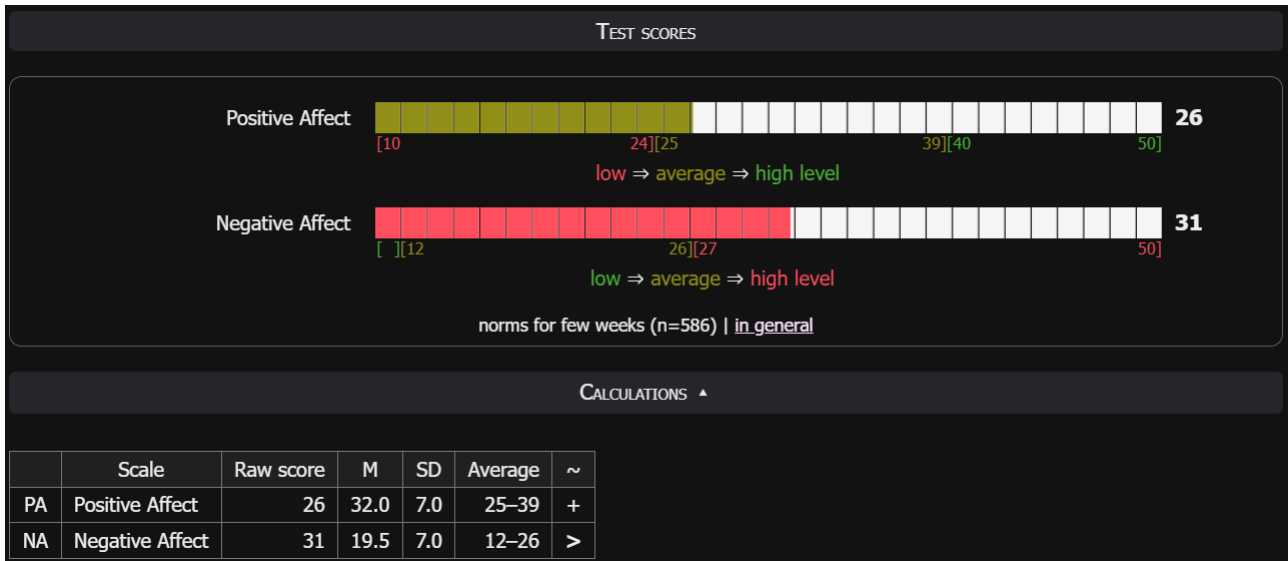 Test scores
Positive Affect 26
[10 24][25 39][40 50]
low ⇒ average ⇒ high level
Negative Affect 31
[ ][12 26][27 50]
low ⇒ average ⇒ high level
norms for few weeks (n=586) | in general
Calculations ▲
Scale Raw score M SD Average ~
PA Positive Affect 26 32.0 7.0 25–39 +
NA Negative Affect 31 19.5 7.0 12–26 >